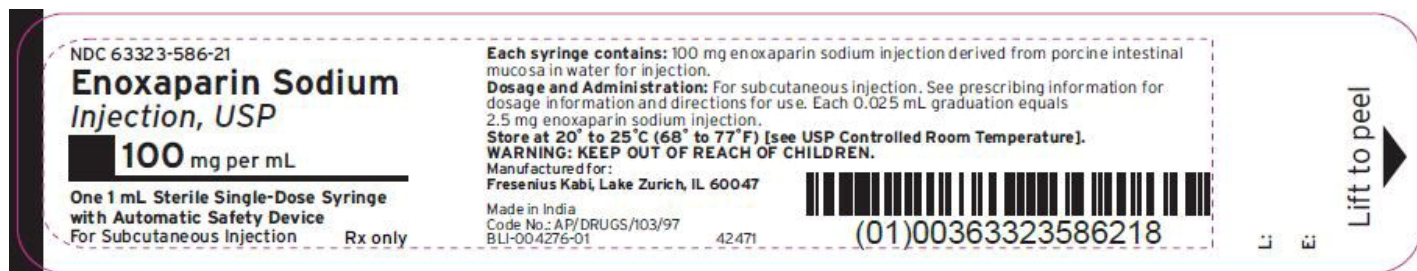 NDC 63323-586-21
Enoxaparin Sodium
Injection, USP
100 mg per mL
One 1 mL Sterile Single-Dose Syringe
with Automatic Safety Device
For Subcutaneous Injection Rx only
Each syringe contains: 100 mg enoxaparin sodium injection derived from porcine intestinal
mucosa in water for injection.
Dosage and Administration: For subcutaneous injection. See prescribing information for
dosage information and directions for use. Each 0.025 mL graduation equals
2.5 mg enoxaparin sodium injection.
Store at 20˚ to 25˚C (68˚ to 77˚F) [see USP Controlled Room Temperature].
WARNING: KEEP OUT OF REACH OF CHILDREN.
Manufactured for:
Fresenius Kabi, Lake Zurich, IL 60047
Made in India
Code No.: AP/DRUGS/103/97
BLI-004276-01 42471
(01)00363323586218
L:
E:
Lift to peel